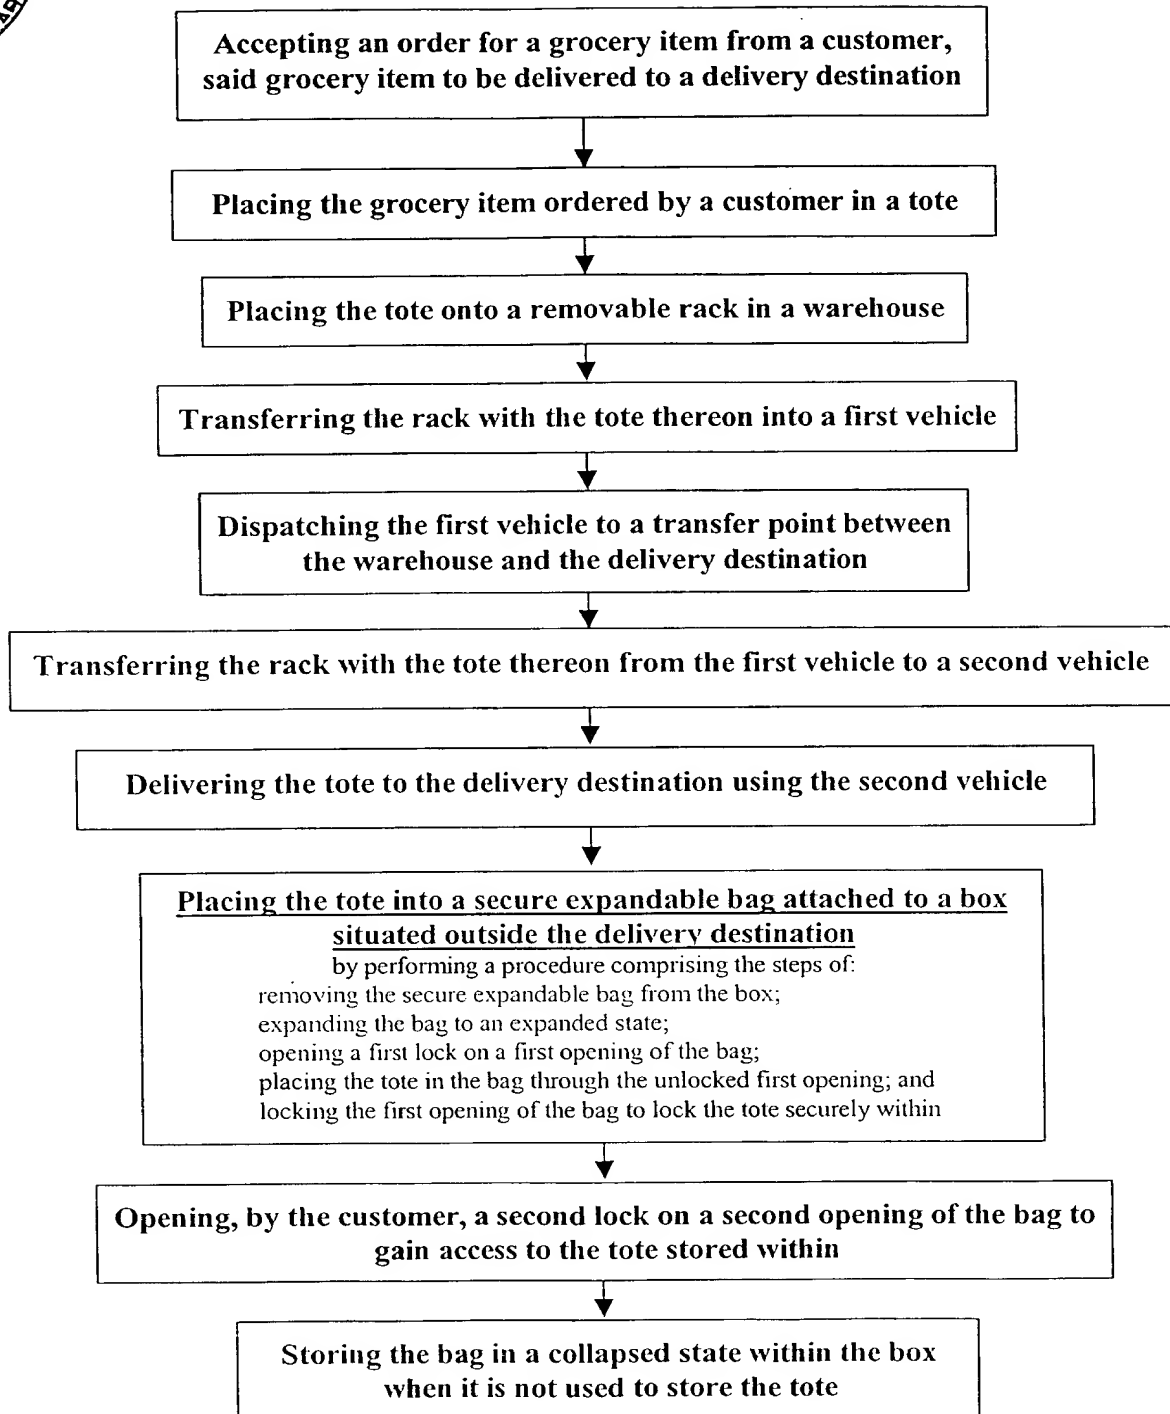 Accepting an order for a grocery item from a customer,
said grocery item to be delivered to a delivery destination
Placing the grocery item ordered by a customer in a tote
Placing the tote onto a removable rack in a warehouse
Transferring the rack with the tote thereon into a first vehicle
Dispatching the first vehicle to a transfer point between
the warehouse and the delivery destination
Transferring the rack with the tote thereon from the first vehicle to a second vehicle
Delivering the tote to the delivery destination using the second vehicle
Placing the tote into a secure expandable bag attached to a box
situated outside the delivery destination
by performing a procedure comprising the steps of:
removing the secure expandable bag from the box;
expanding the bag to an expanded state;
opening a first lock on a first opening of the bag;
placing the tote in the bag through the unlocked first opening; and
locking the first opening of the bag to lock the tote securely within
Opening, by the customer, a second lock on a second opening of the bag to
gain access to the tote stored within
Storing the bag in a collapsed state within the box
when it is not used to store the tote